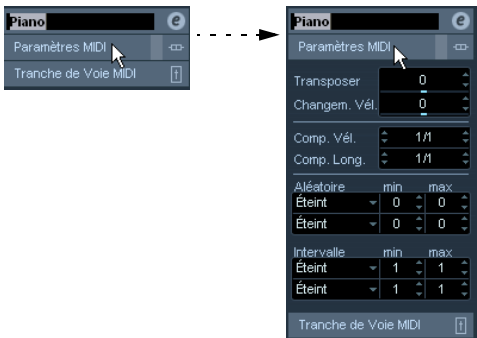 Piano
Paramètres MIDI
Tranche de Voie MIDI
Piano
Paramètres MIDI
Transposer 0
Changem. Vél. 0
Comp. Vél. 1/1
Comp. Long. 1/1
Aléatoire min max
Éteint 0 0
Éteint 0 0
Intervalle min max
Éteint 1 1
Éteint 1 1
Tranche de Voie MIDI